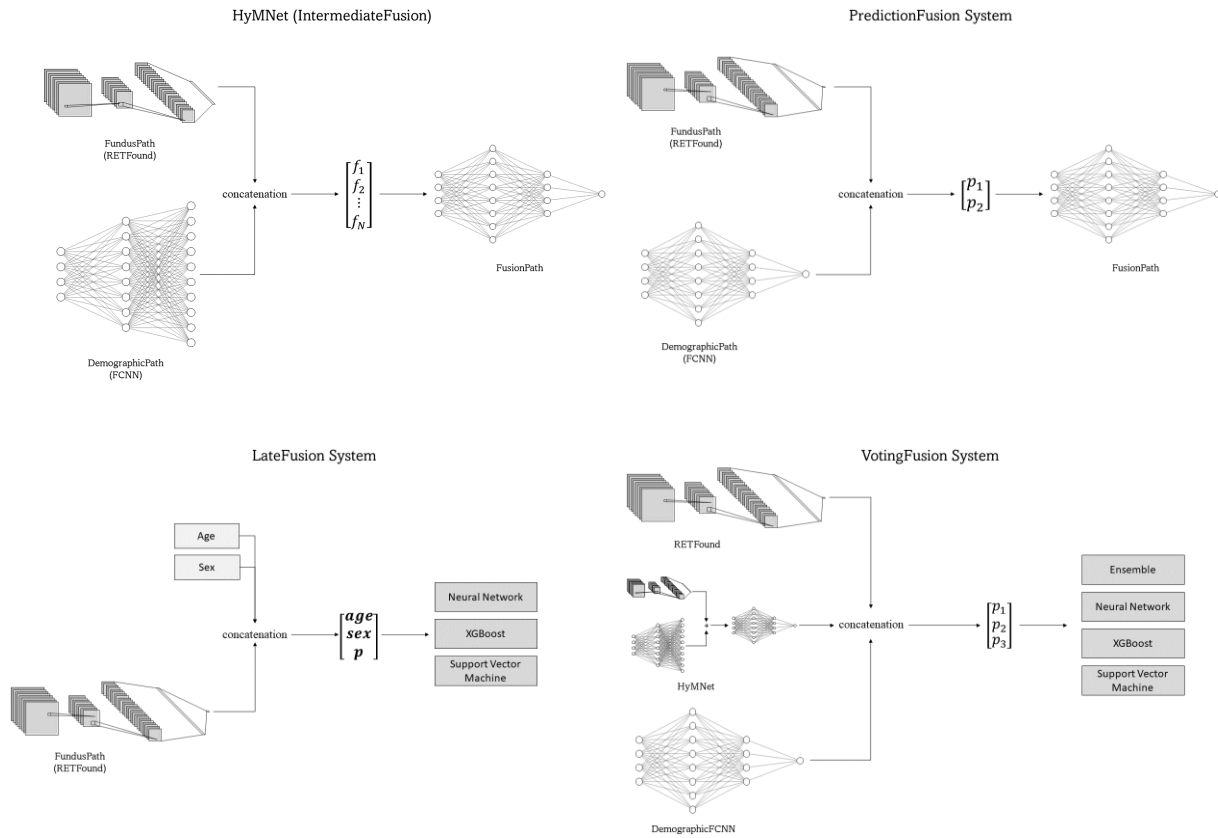 HyMNet (IntermediateFusion)
FundusPath
(RETFound)
concatenation
f1
f2
⋮
fN
FusionPath
DemographicPath
(FCNN)
PredictionFusion System
FundusPath
(RETFound)
concatenation
p1
p2
FusionPath
DemographicPath
(FCNN)
LateFusion System
Age
Sex
concatenation
age
sex
p
Neural Network
XGBoost
Support Vector
Machine
FundusPath
(RETFound)
VotingFusion System
RETFound
HyMNet
concatenation
p1
p2
p3
Ensemble
Neural Network
XGBoost
Support Vector
Machine
DemographicFCNN